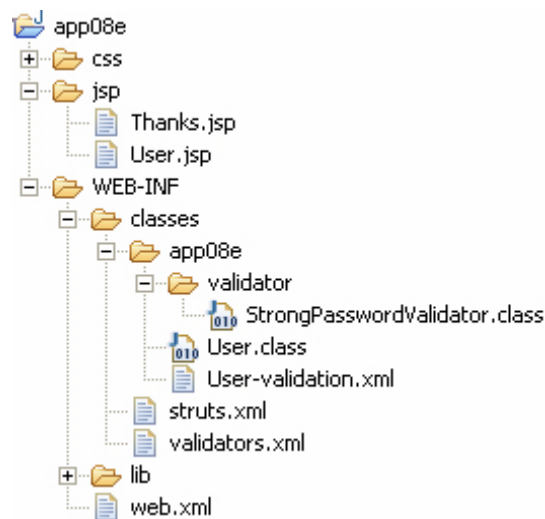 app08e
css
jsp
Thanks.jsp
User.jsp
WEB-INF
classes
app08e
validator
StrongPasswordValidator.class
User.class
User-validation.xml
struts.xml
validators.xml
lib
web.xml